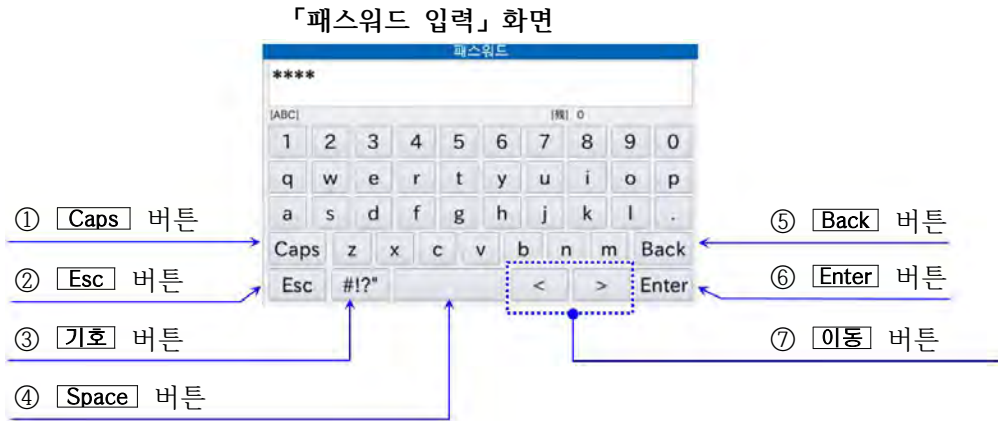 「패스워드 입력」화면
패스워드
****
[ABC] [残] 0
1 2 3 4 5 6 7 8 9 0
q w e r t y u i o p
a s d f g h j k l .
Caps z x c v b n m Back
Esc #!?" < > Enter
① Caps 버튼
② Esc 버튼
③ 기호 버튼
④ Space 버튼
⑤ Back 버튼
⑥ Enter 버튼
⑦ 이동 버튼